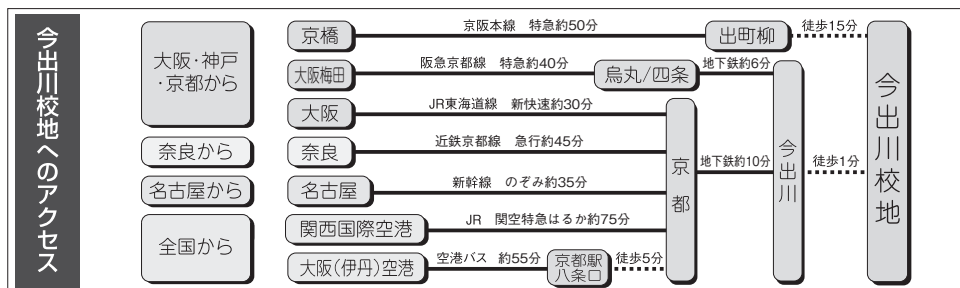 今出川校地へのアクセス
大阪・神戸
・京都から
京橋
京阪本線 特急約50分
出町柳
徒歩15分
大阪梅田
阪急京都線 特急約40分
烏丸/四条
地下鉄約6分
大阪
JR東海道線 新快速約30分
奈良から
奈良
近鉄京都線 急行約45分
名古屋から
名古屋
新幹線 のぞみ約35分
全国から
関西国際空港
JR 関空特急はるか約75分
大阪(伊丹)空港
空港バス 約55分
京都駅
八条口
徒歩5分
京都
地下鉄約10分
今出川
徒歩1分
今出川校地